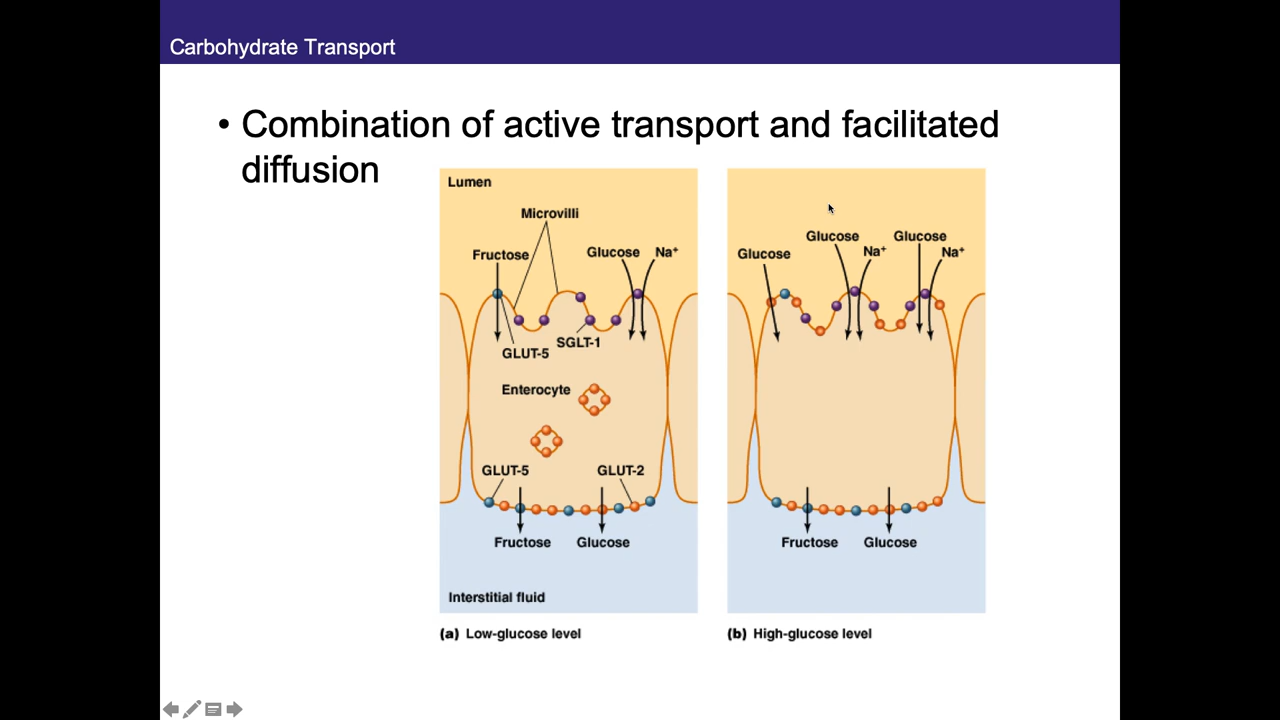 Carbohydrate Transport
• Combination of active transport and facilitated
diffusion
Lumen
Microvilli
Fructose
Glucose Na⁺
GLUT-5
SGLT-1
Enterocyte
GLUT-5
GLUT-2
Fructose Glucose
Interstitial fluid
(a) Low-glucose level
Glucose
Glucose
Na⁺
Glucose
Na⁺
Fructose Glucose
(b) High-glucose level